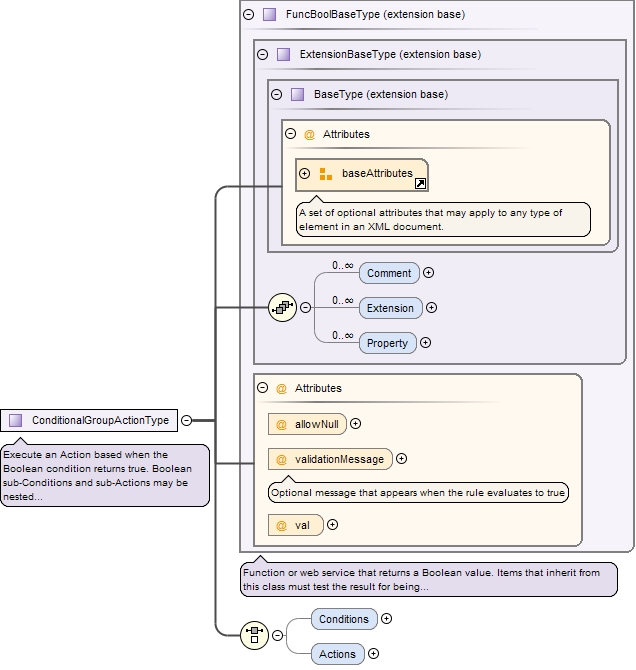 FuncBoolBaseType (extension base)
ExtensionBaseType (extension base)
BaseType (extension base)
@ Attributes
baseAttributes
A set of optional attributes that may apply to any type of
element in an XML document.
0..∞
Comment
0..∞
Extension
0..∞
Property
@ Attributes
@ allowNull
@ validationMessage
Optional message that appears when the rule evaluates to true
@ val
ConditionalGroupActionType
Execute an Action based when the
Boolean condition returns true. Boolean
sub-Conditions and sub-Actions may be
nested...
Function or web service that returns a Boolean value. Items that inherit from
this class must test the result for being...
Conditions
Actions